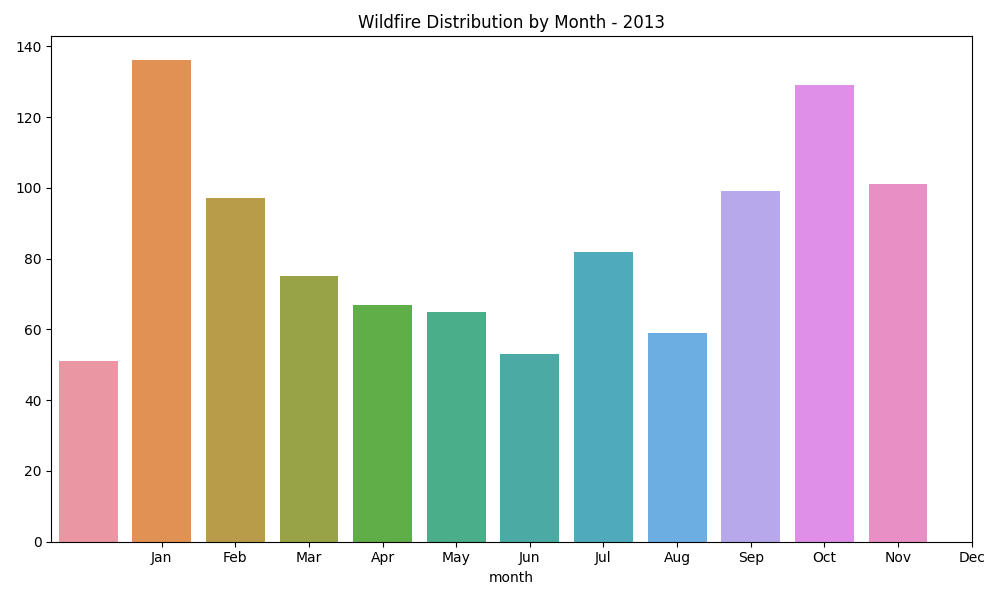 Wildfire Distribution by Month - 2013
140
120
100
80
60
40
20
0
Jan Feb Mar Apr May Jun Jul Aug Sep Oct Nov Dec
month